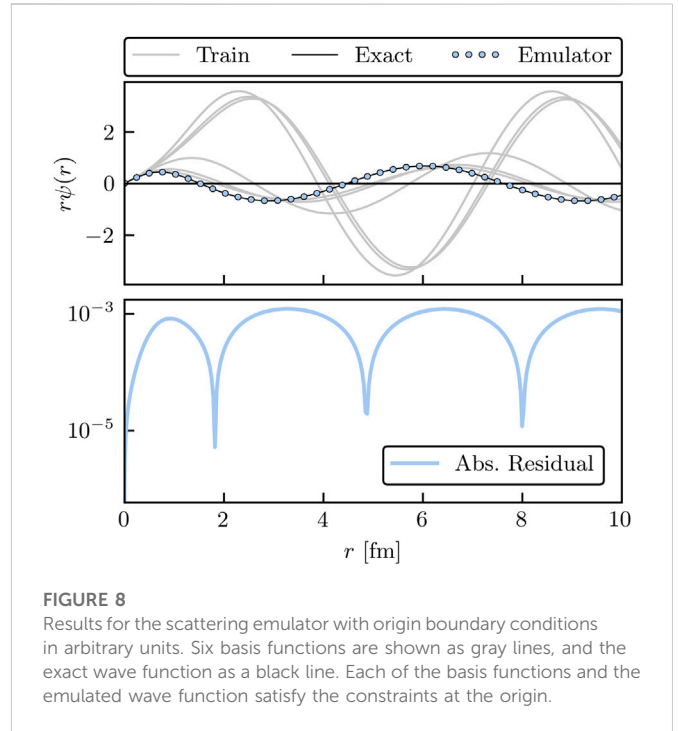 Train Exact Emulator
2
0
−2
rψ(r)
10⁻³
10⁻⁵
Abs. Residual
0 2 4 6 8 10
r [fm]
FIGURE 8
Results for the scattering emulator with origin boundary conditions
in arbitrary units. Six basis functions are shown as gray lines, and the
exact wave function as a black line. Each of the basis functions and the
emulated wave function satisfy the constraints at the origin.